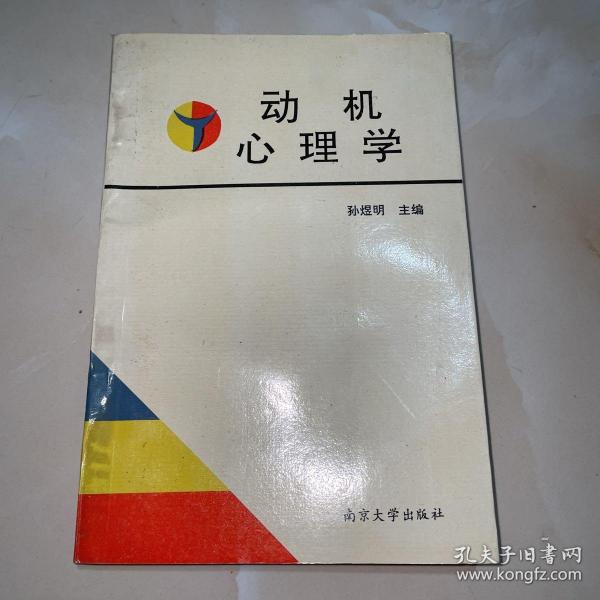 动 机
心 理 学
孙煜明 主编
南京大学出版社
孔夫子旧书网
www.kongfz.com